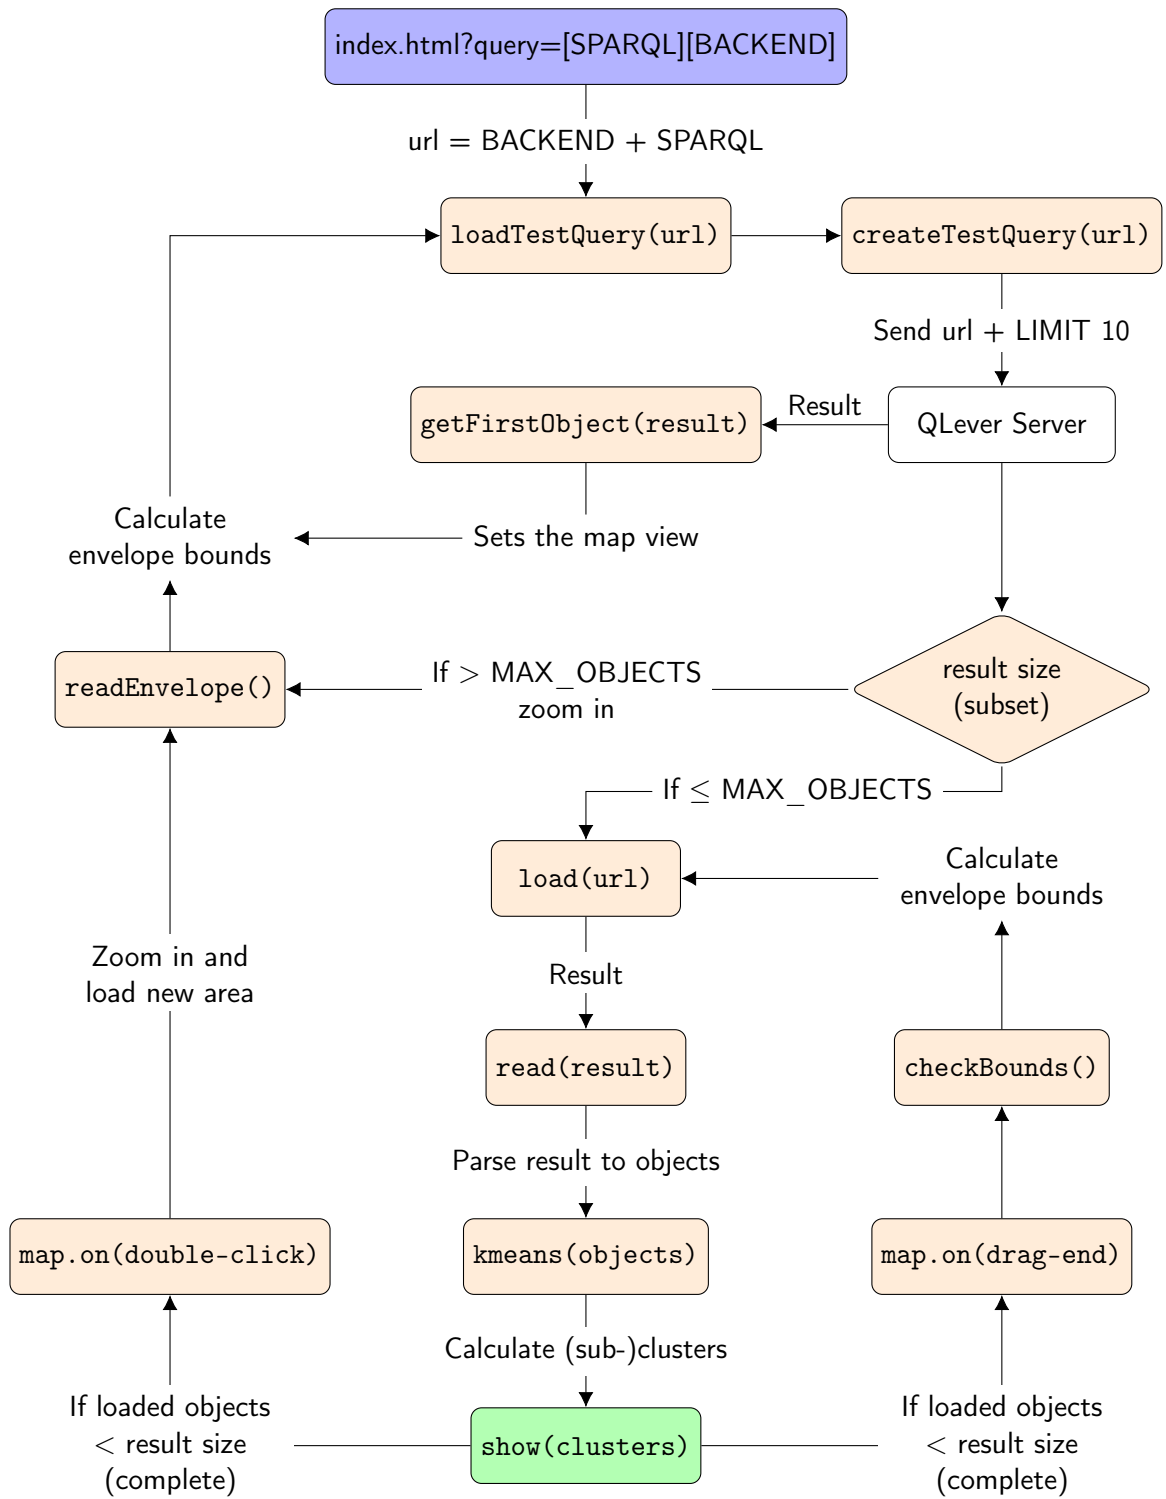 index.html?query=[SPARQL][BACKEND]
url = BACKEND + SPARQL
loadTestQuery(url)
createTestQuery(url)
Send url + LIMIT 10
getFirstObject(result)
Result
QLever Server
Calculate
envelope bounds
Sets the map view
readEnvelope()
If > MAX_OBJECTS
zoom in
result size
(subset)
If ≤ MAX_OBJECTS
load(url)
Calculate
envelope bounds
Zoom in and
load new area
Result
read(result)
checkBounds()
Parse result to objects
map.on(double-click)
kmeans(objects)
map.on(drag-end)
Calculate (sub-)clusters
If loaded objects
< result size
(complete)
show(clusters)
If loaded objects
< result size
(complete)